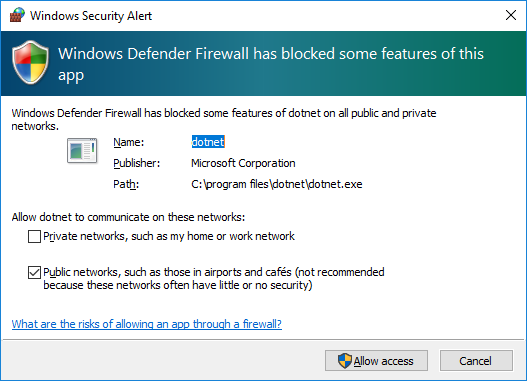 Windows Security Alert
Windows Defender Firewall has blocked some features of this
app
Windows Defender Firewall has blocked some features of dotnet on all public and private
networks.
Name: dotnet
Publisher: Microsoft Corporation
Path: C:\program files\dotnet\dotnet.exe
Allow dotnet to communicate on these networks:
Private networks, such as my home or work network
Public networks, such as those in airports and cafés (not recommended
because these networks often have little or no security)
What are the risks of allowing an app through a firewall?
Allow access Cancel